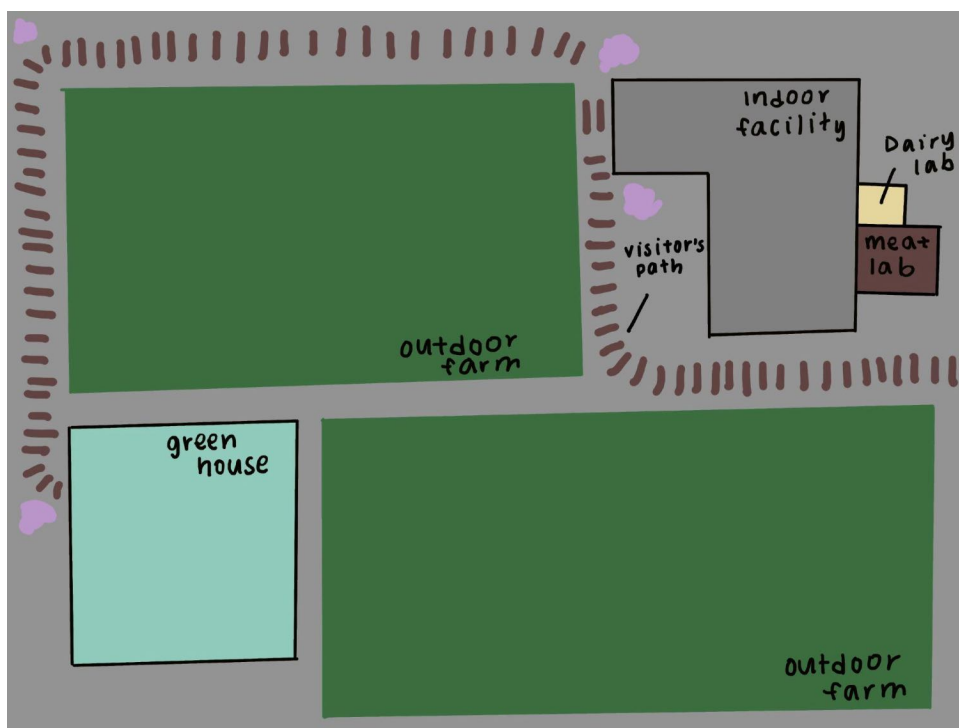 Indoor
facility
Dairy
lab
meat
lab
visitor's
path
outdoor
farm
green
house
outdoor
farm